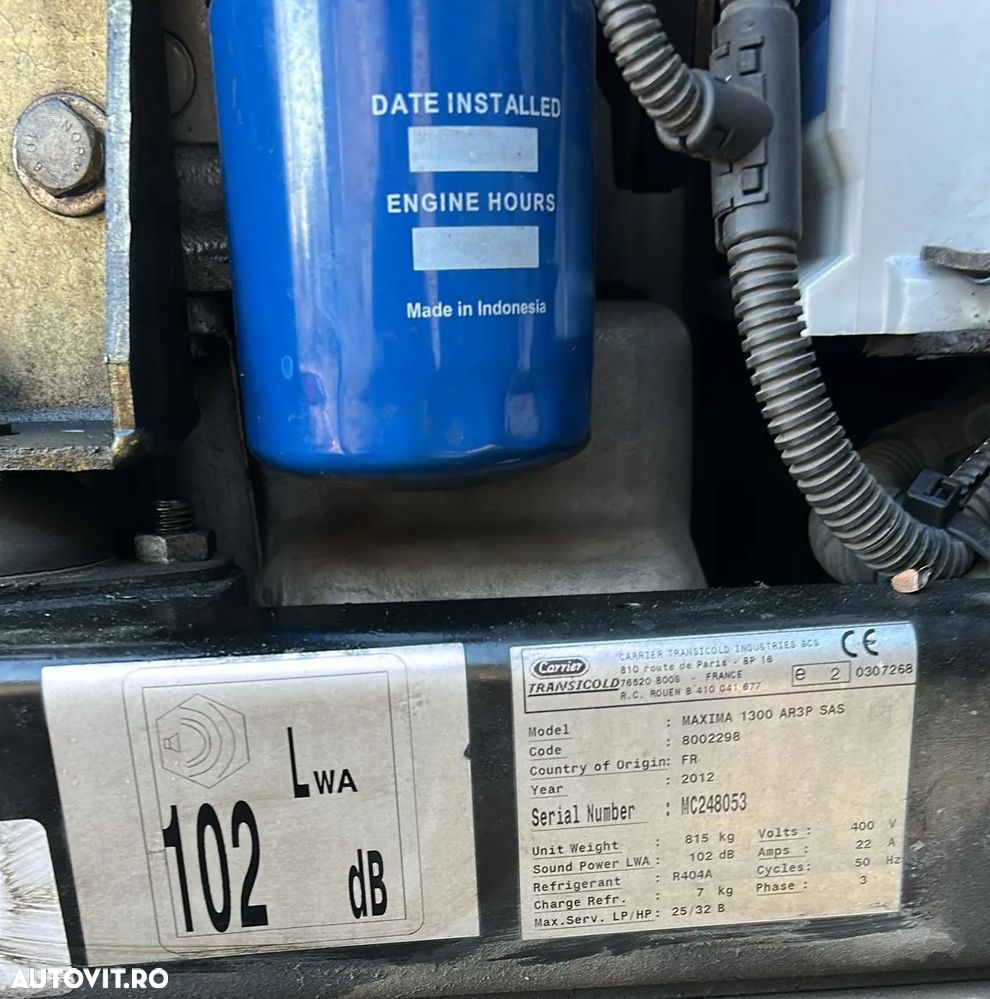 DATE INSTALLED
ENGINE HOURS
Made in Indonesia
LWA
102 dB
Carrier
TRANSICOLD
CARRIER TRANSICOLD INDUSTRIES SCS
810 route de Paris - BP 16
76520 BOOS - FRANCE
R.C. ROUEN B 410 041 677
CE
e 2 0307268
Model : MAXIMA 1300 AR3P SAS
Code : 8002298
Country of Origin: FR
Year : 2012
Serial Number : MC248053
Unit Weight : 815 kg Volts : 400 V
Sound Power LWA : 102 dB Amps : 22 A
Refrigerant : R404A Cycles: 50 Hz
Charge Refr. : 7 kg Phase : 3
Max.Serv. LP/HP: 25/32 B
AUTOVIT.RO